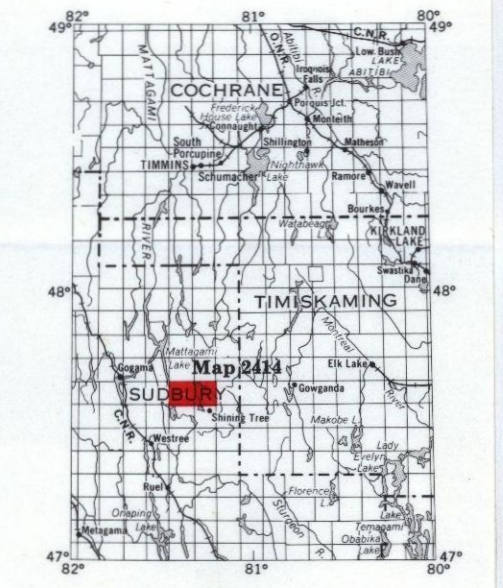 82°
81°
80°
49°
49°
C.N.R.
O.N.R.
Abitibi
R.
Low Bush
LAKE
ABITIBI
Iroquois
Falls
MATTAGAMI
COCHRANE
Porquis Jct.
Frederick
House Lake
Connaught
Monteith
South
Porcupine
Shillington
Matheson
TIMMINS
Schumacher
Nighthawk
Lake
Ramore
Wavell
Bourkes
RIVER
Watabeag
L.
KIRKLAND
LAKE
Swastika
Dane
48°
48°
TIMISKAMING
Montreal
River
Mattagami
Lake
Map 2414
Elk Lake
Gogama
SUDBURY
Gowganda
Shining Tree
Makobe L.
C.N.R.
Westree
Lady
Evelyn
Lake
Ruel
Florence
L.
Onaping
Lake
Sturgeon
R.
Lake
Temagami
Obabika
Lake
Metagama
47°
47°
82°
81°
80°